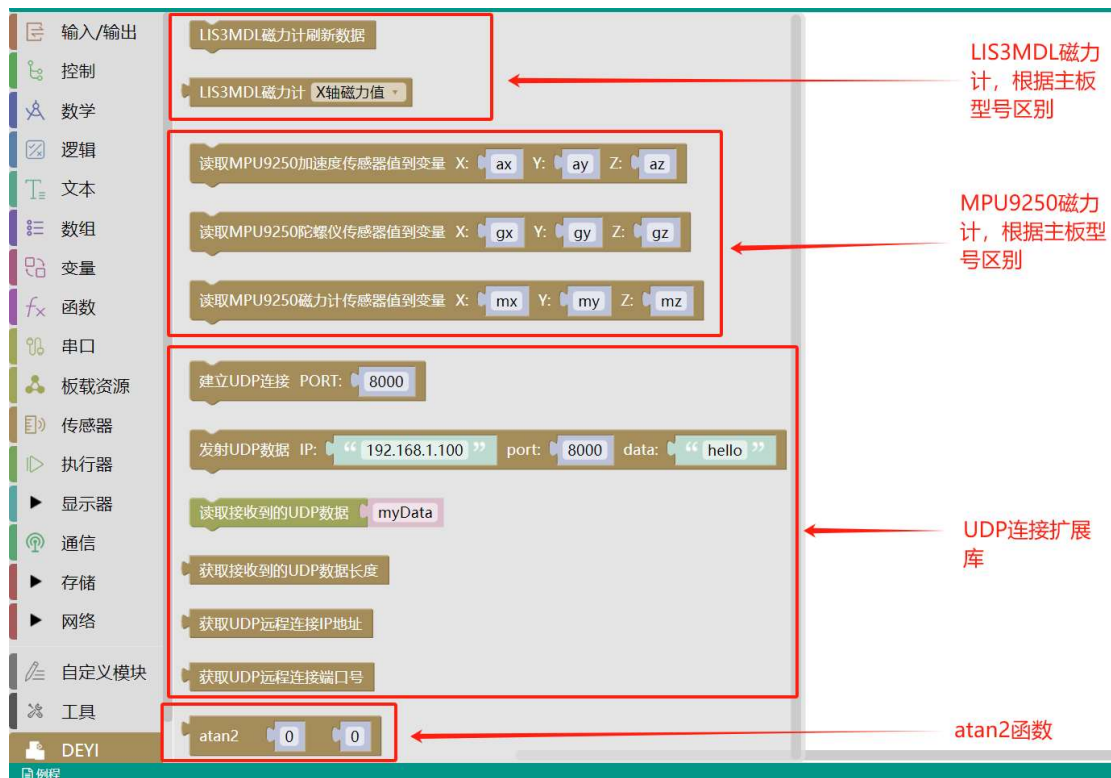 输入/输出
控制
数学
逻辑
文本
数组
变量
函数
串口
板载资源
传感器
执行器
显示器
通信
存储
网络
自定义模块
工具
DEYI
例程
LIS3MDL磁力计刷新数据
LIS3MDL磁力计 X轴磁力值
读取MPU9250加速度传感器值到变量 X: ax Y: ay Z: az
读取MPU9250陀螺仪传感器值到变量 X: gx Y: gy Z: gz
读取MPU9250磁力计传感器值到变量 X: mx Y: my Z: mz
建立UDP连接 PORT: 8000
发射UDP数据 IP: “ 192.168.1.100 ” port: 8000 data: “ hello ”
读取接收到的UDP数据 myData
获取接收到的UDP数据长度
获取UDP远程连接IP地址
获取UDP远程连接端口号
atan2 0 0
LIS3MDL磁力
计，根据主板
型号区别
MPU9250磁力
计，根据主板型
号区别
UDP连接扩展
库
atan2函数